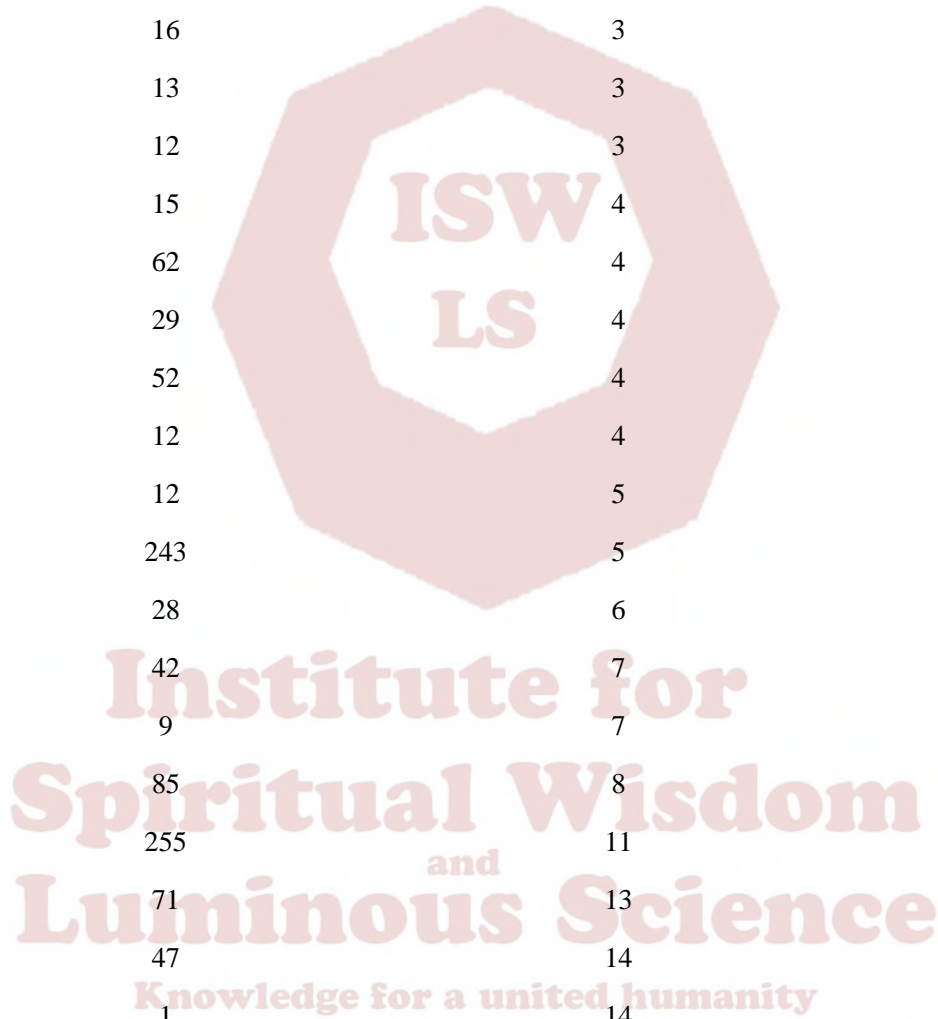 16 3
13 3
12 3
15 4
ISW
62 4
29 4
LS
52 4
12 4
12 5
243 5
28 6
Institute for
42 7
9 7
Spiritual Wisdom
85 8
255 11
and
Luminous Science
71 13
47 14
Knowledge for a united humanity
1 14